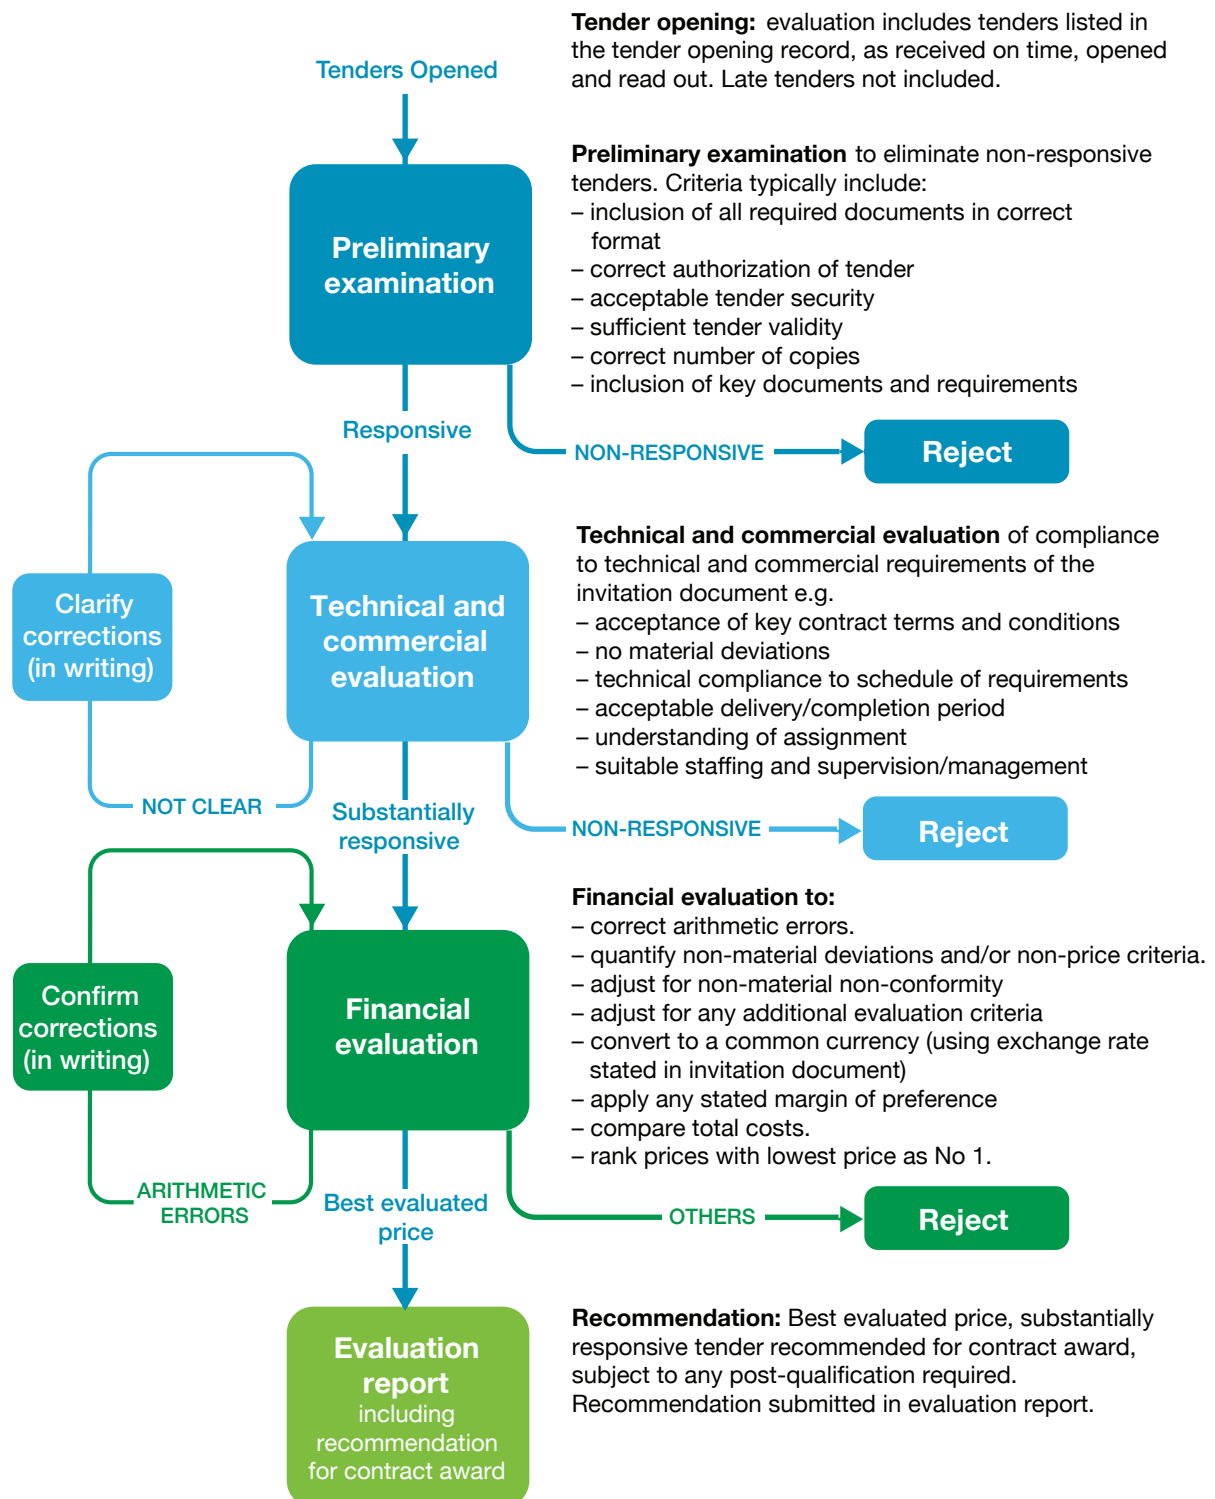 Tender opening: evaluation includes tenders listed in
the tender opening record, as received on time, opened
and read out. Late tenders not included.
Tenders Opened
Preliminary examination to eliminate non-responsive
tenders. Criteria typically include:
– inclusion of all required documents in correct
format
– correct authorization of tender
– acceptable tender security
– sufficient tender validity
– correct number of copies
– inclusion of key documents and requirements
Preliminary
examination
Responsive
NON-RESPONSIVE
Reject
Technical and commercial evaluation of compliance
to technical and commercial requirements of the
invitation document e.g.
– acceptance of key contract terms and conditions
– no material deviations
– technical compliance to schedule of requirements
– acceptable delivery/completion period
– understanding of assignment
– suitable staffing and supervision/management
Clarify
corrections
(in writing)
Technical and
commercial
evaluation
NOT CLEAR
Substantially
responsive
NON-RESPONSIVE
Reject
Financial evaluation to:
– correct arithmetic errors.
– quantify non-material deviations and/or non-price criteria.
– adjust for non-material non-conformity
– adjust for any additional evaluation criteria
– convert to a common currency (using exchange rate
stated in invitation document)
– apply any stated margin of preference
– compare total costs.
– rank prices with lowest price as No 1.
Confirm
corrections
(in writing)
Financial
evaluation
ARITHMETIC
ERRORS
Best evaluated
price
OTHERS
Reject
Recommendation: Best evaluated price, substantially
responsive tender recommended for contract award,
subject to any post-qualification required.
Recommendation submitted in evaluation report.
Evaluation
report
including
recommendation
for contract award